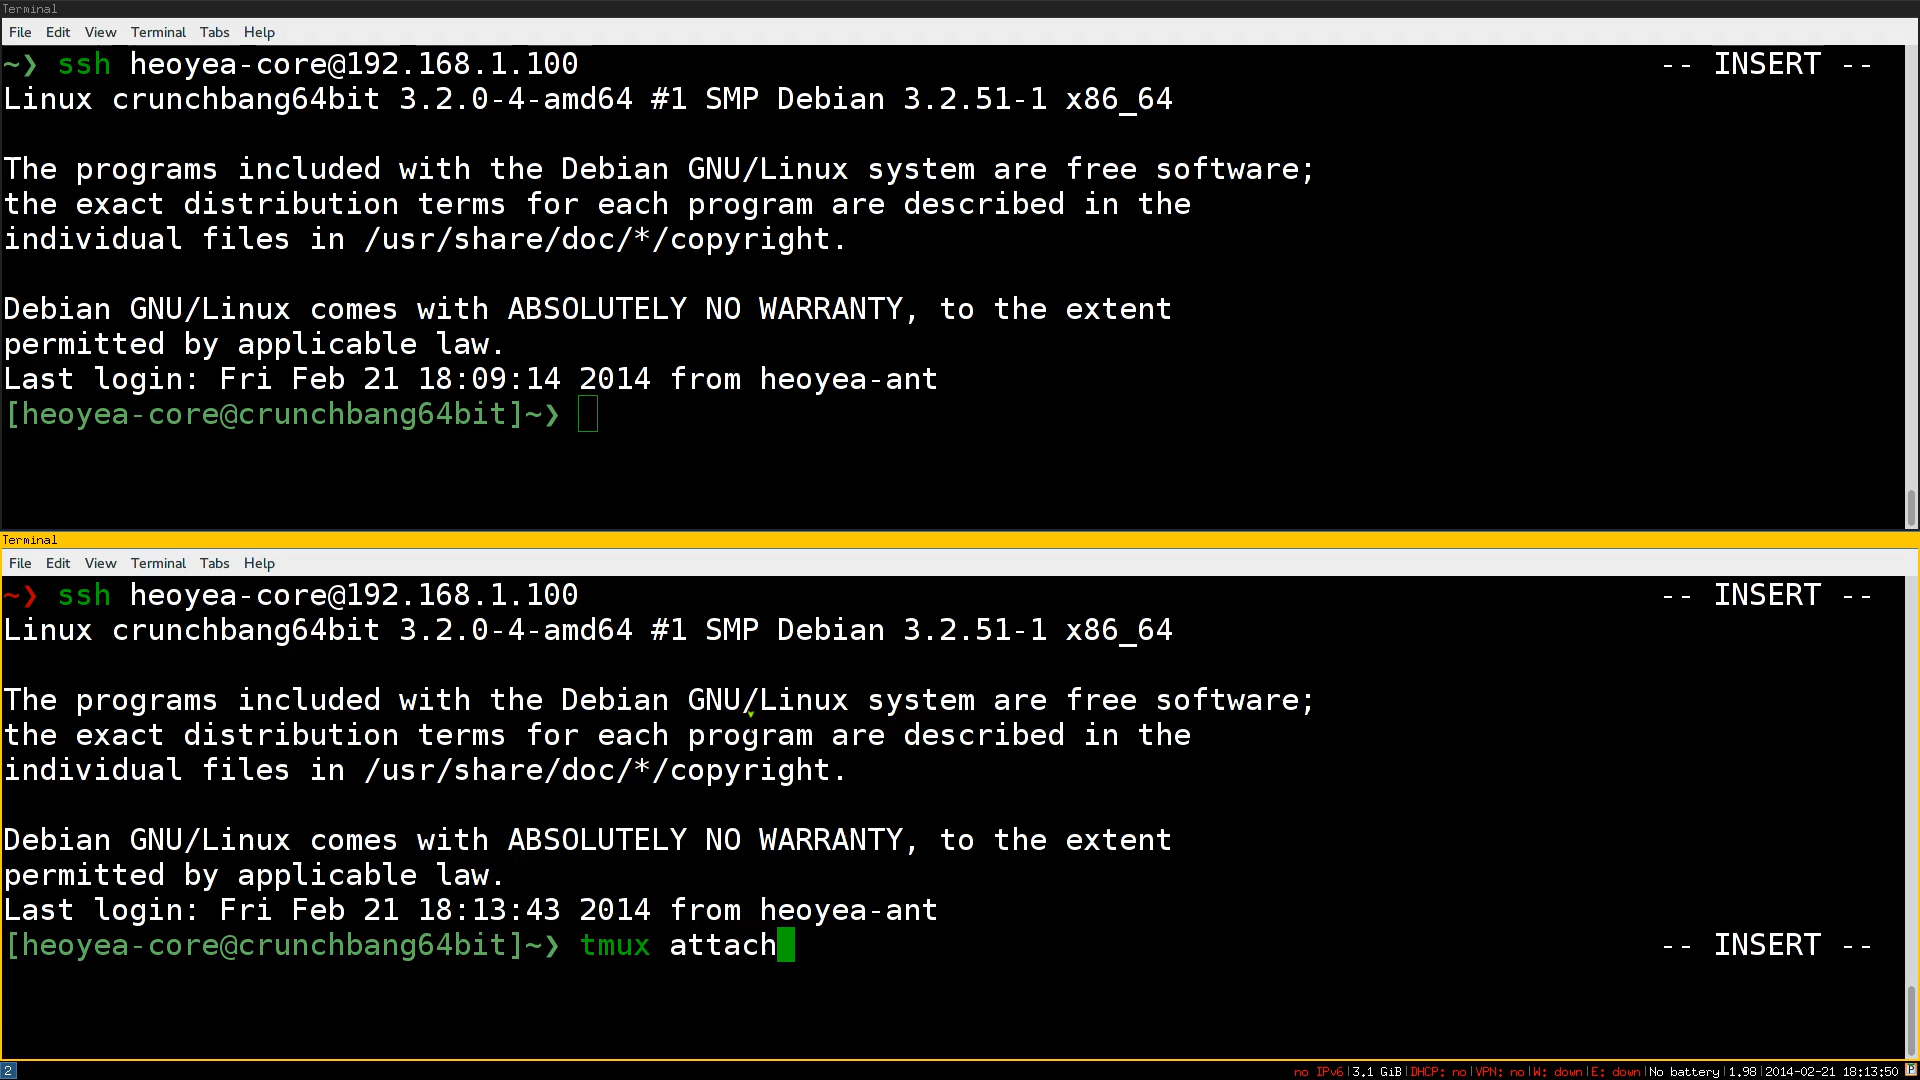 Terminal
File Edit View Terminal Tabs Help
~❯ ssh heoyea-core@192.168.1.100 -- INSERT --
Linux crunchbang64bit 3.2.0-4-amd64 #1 SMP Debian 3.2.51-1 x86_64
The programs included with the Debian GNU/Linux system are free software;
the exact distribution terms for each program are described in the
individual files in /usr/share/doc/*/copyright.
Debian GNU/Linux comes with ABSOLUTELY NO WARRANTY, to the extent
permitted by applicable law.
Last login: Fri Feb 21 18:09:14 2014 from heoyea-ant
[heoyea-core@crunchbang64bit]~❯
Terminal
File Edit View Terminal Tabs Help
~❯ ssh heoyea-core@192.168.1.100 -- INSERT --
Linux crunchbang64bit 3.2.0-4-amd64 #1 SMP Debian 3.2.51-1 x86_64
The programs included with the Debian GNU/Linux system are free software;
the exact distribution terms for each program are described in the
individual files in /usr/share/doc/*/copyright.
Debian GNU/Linux comes with ABSOLUTELY NO WARRANTY, to the extent
permitted by applicable law.
Last login: Fri Feb 21 18:13:43 2014 from heoyea-ant
[heoyea-core@crunchbang64bit]~❯ tmux attach -- INSERT --
2 no IPv6|3.1 GiB|DHCP: no|VPN: no|W: down|E: down|No battery|1.98|2014-02-21 18:13:50 P